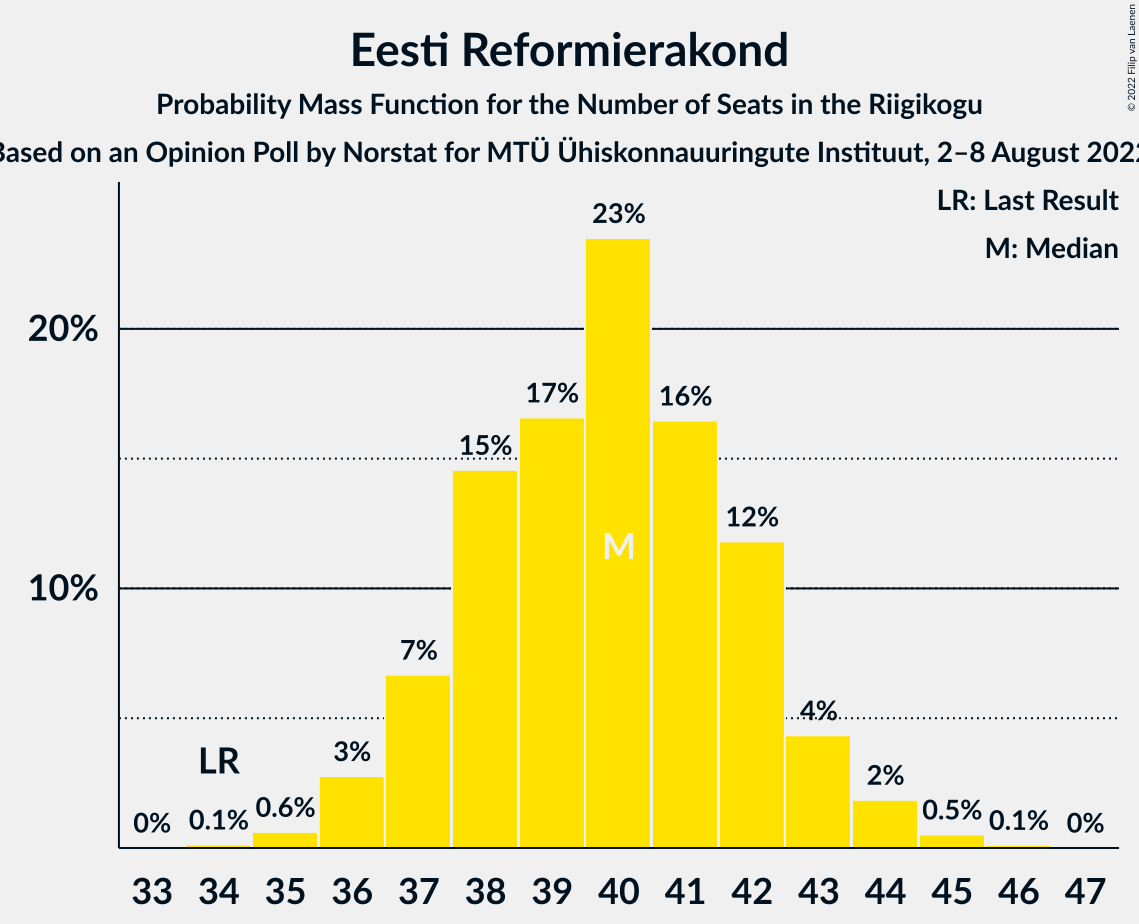 Eesti Reformierakond
Probability Mass Function for the Number of Seats in the Riigikogu
Based on an Opinion Poll by Norstat for MTÜ Ühiskonnauuringute Instituut, 2–8 August 2022
© 2022 Filip van Laenen
LR: Last Result
M: Median
20%
10%
0%
0.1%
0.6%
3%
7%
15%
17%
23%
16%
12%
4%
2%
0.5%
0.1%
0%
LR
M
33 34 35 36 37 38 39 40 41 42 43 44 45 46 47